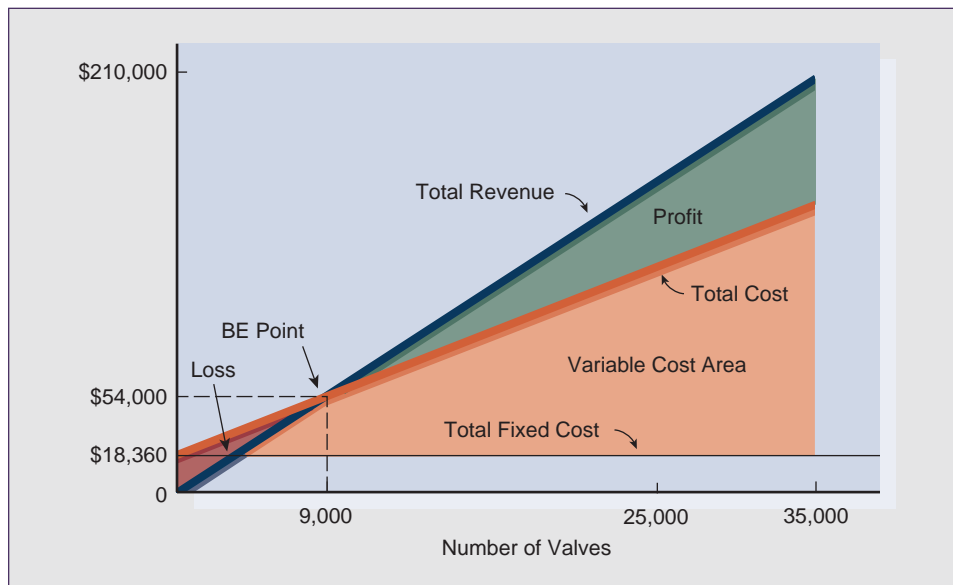 $210,000
Total Revenue
Profit
Total Cost
BE Point
Loss
Variable Cost Area
$54,000
Total Fixed Cost
$18,360
0
9,000
25,000
35,000
Number of Valves